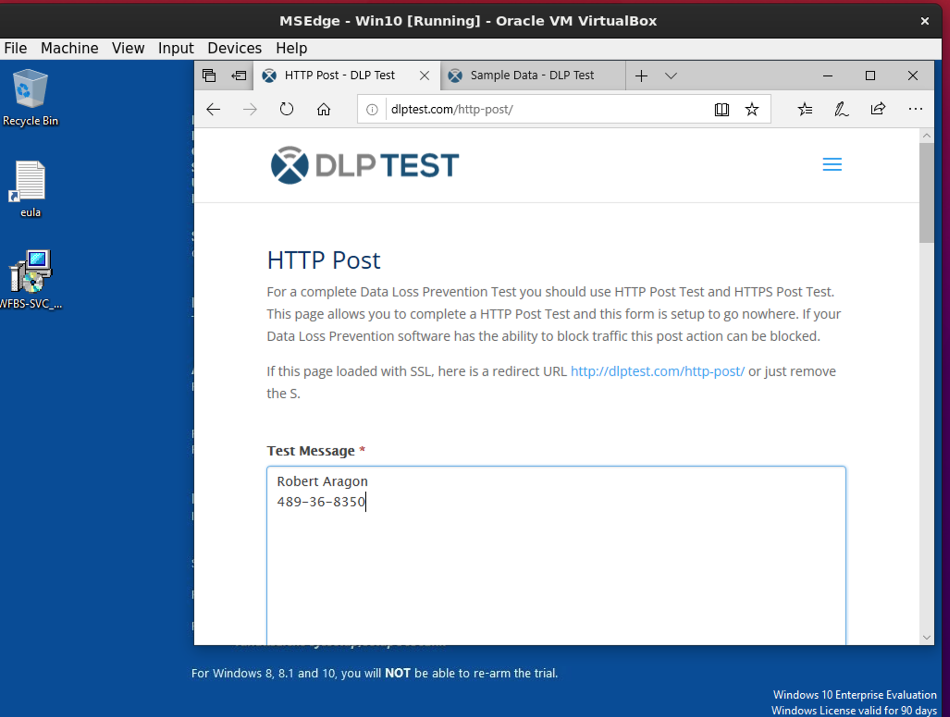 MSEdge - Win10 [Running] - Oracle VM VirtualBox
File Machine View Input Devices Help
HTTP Post - DLP Test
Sample Data - DLP Test
dlptest.com/http-post/
Recycle Bin
eula
WFBS-SVC_...
DLP TEST
HTTP Post
For a complete Data Loss Prevention Test you should use HTTP Post Test and HTTPS Post Test.
This page allows you to complete a HTTP Post Test and this form is setup to go nowhere. If your
Data Loss Prevention software has the ability to block traffic this post action can be blocked.
If this page loaded with SSL, here is a redirect URL http://dlptest.com/http-post/ or just remove
the S.
Test Message *
Robert Aragon
489-36-8350
For Windows 8, 8.1 and 10, you will NOT be able to re-arm the trial.
Windows 10 Enterprise Evaluation
Windows License valid for 90 days